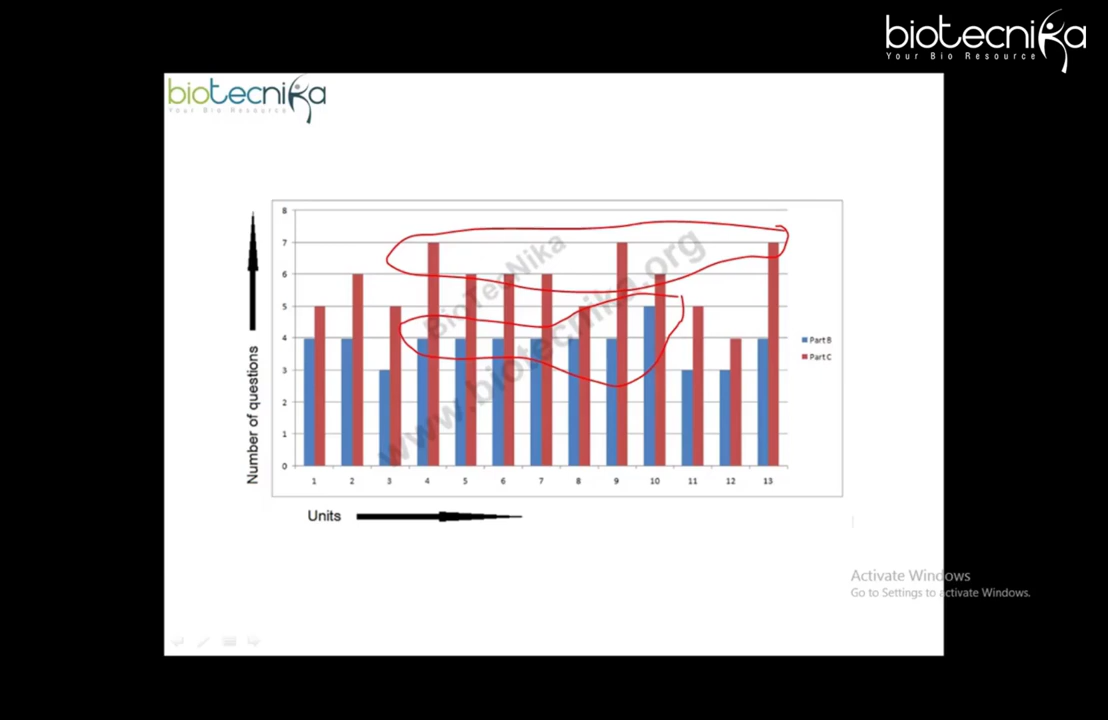 biotecnika
Your Bio Resource
biotecnika
Your Bio Resource
8
7
6
5
4
3
2
1
0
Number of questions
BioTecNika
www.biotecnika.org
Part B
Part C
1 2 3 4 5 6 7 8 9 10 11 12 13
Units
Activate Windows
Go to Settings to activate Windows.